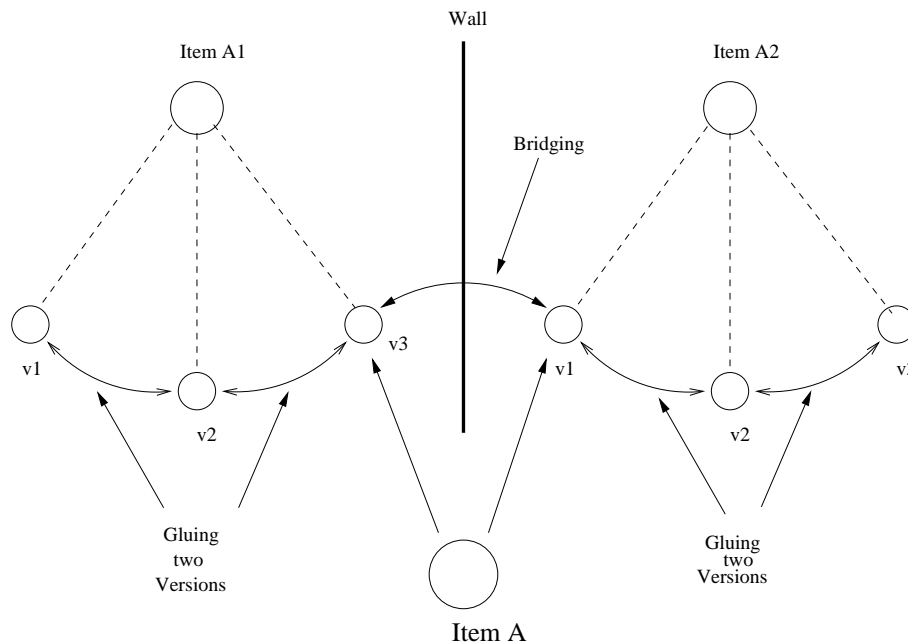 Wall
Item A1
Item A2
Bridging
v1
v3
v1
v2
v2
Gluing
two
Versions
Gluing
two
Versions
Item A